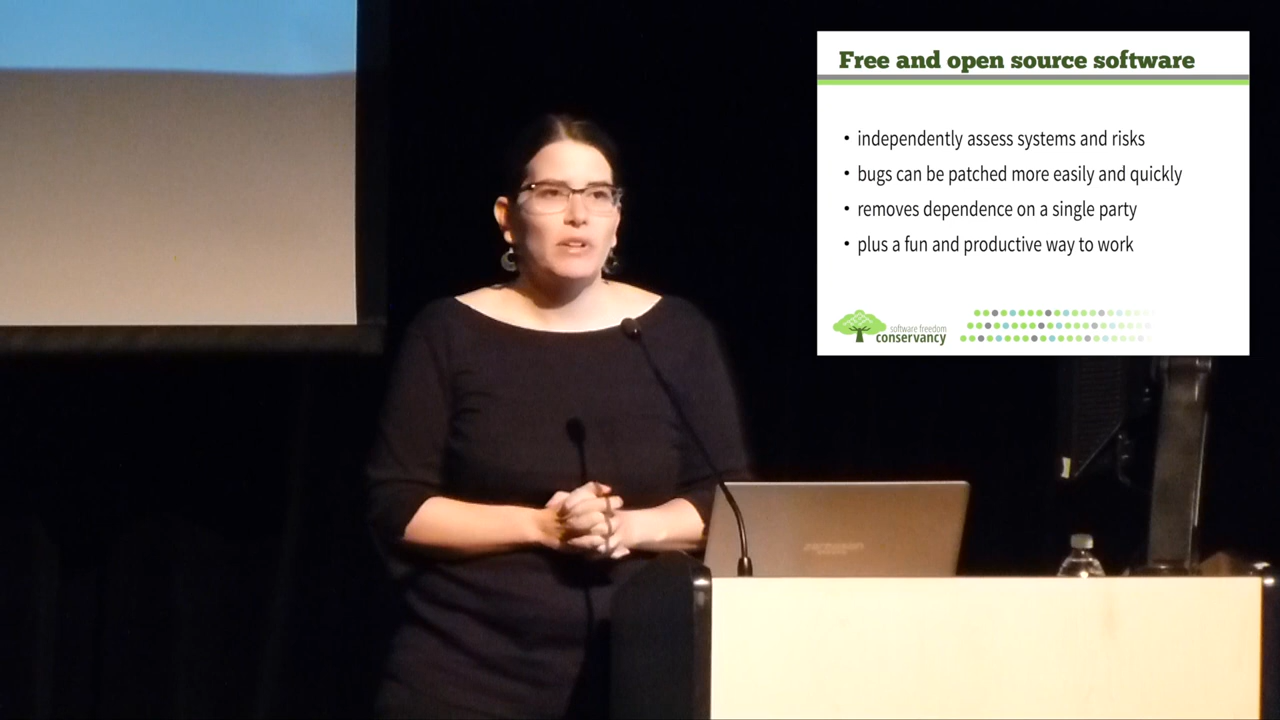 Free and open source software
• independently assess systems and risks
• bugs can be patched more easily and quickly
• removes dependence on a single party
• plus a fun and productive way to work
software freedom
conservancy